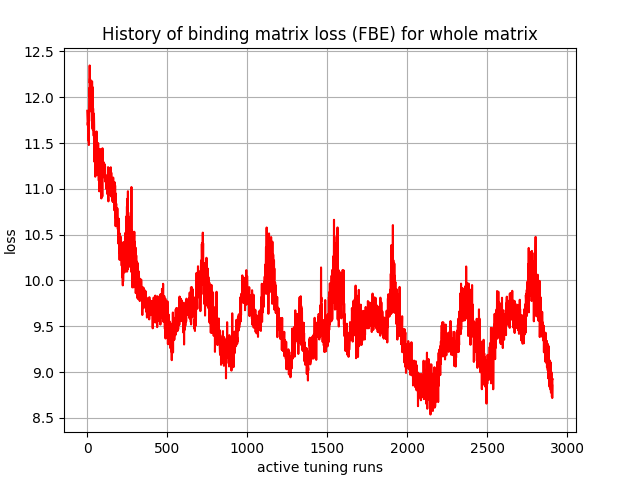 History of binding matrix loss (FBE) for whole matrix
12.5
12.0
11.5
11.0
10.5
10.0
9.5
9.0
8.5
loss
0 500 1000 1500 2000 2500 3000
active tuning runs